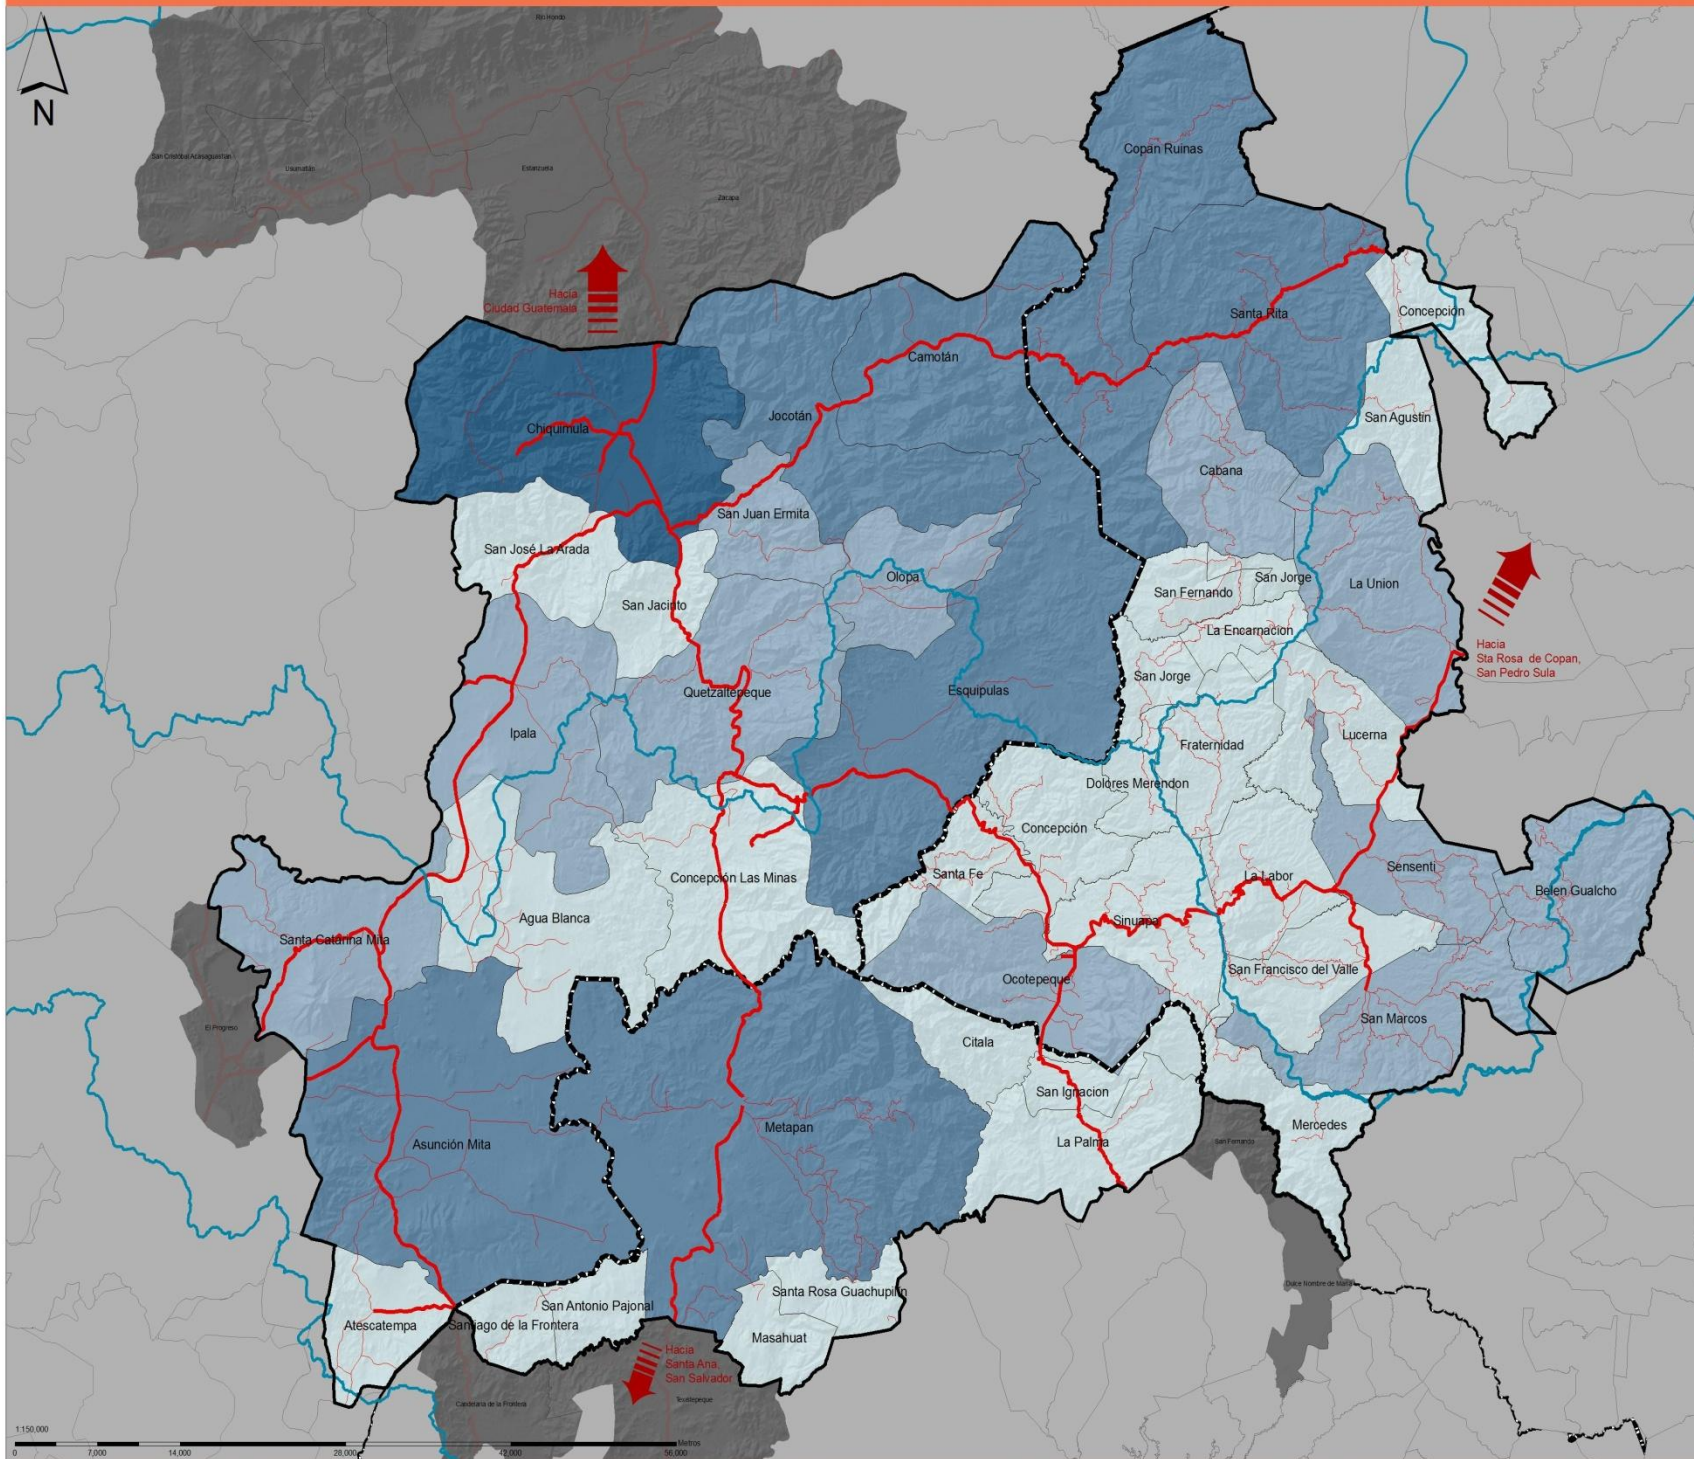 Rio Hondo
N
San Cristóbal Acasaguastlan
Usumatlán
Estanzuela
Zacapa
Copán Ruinas
Hacia
Ciudad Guatemala
Santa Rita
Concepción
Camotán
Jocotán
San Agustin
Chiquimula
Cabana
San Juan Ermita
San José La Arada
Olopa
San Jorge
La Union
San Fernando
San Jacinto
La Encarnacion
Hacia
Sta Rosa de Copan,
San Pedro Sula
San Jorge
Quetzaltepeque
Esquipulas
Ipala
Fraternidad
Lucerna
Dolores Merendon
Concepción
Santa Fe
Concepción Las Minas
La Labor
Sensenti
Belen Gualcho
Agua Blanca
Sinuapa
Santa Catarina Mita
San Francisco del Valle
Ocotepeque
San Marcos
El Progreso
Citala
San Ignacion
Metapan
Mercedes
Asunción Mita
La Palma
San Fernando
Dulce Nombre de María
Santa Rosa Guachupilin
San Antonio Pajonal
Atescatempa
Santiago de la Frontera
Masahuat
Hacia
Santa Ana,
San Salvador
Candelaria de la Frontera
Texistepeque
1:150,000
Metros
0 7,000 14,000 28,000 42,000 56,000